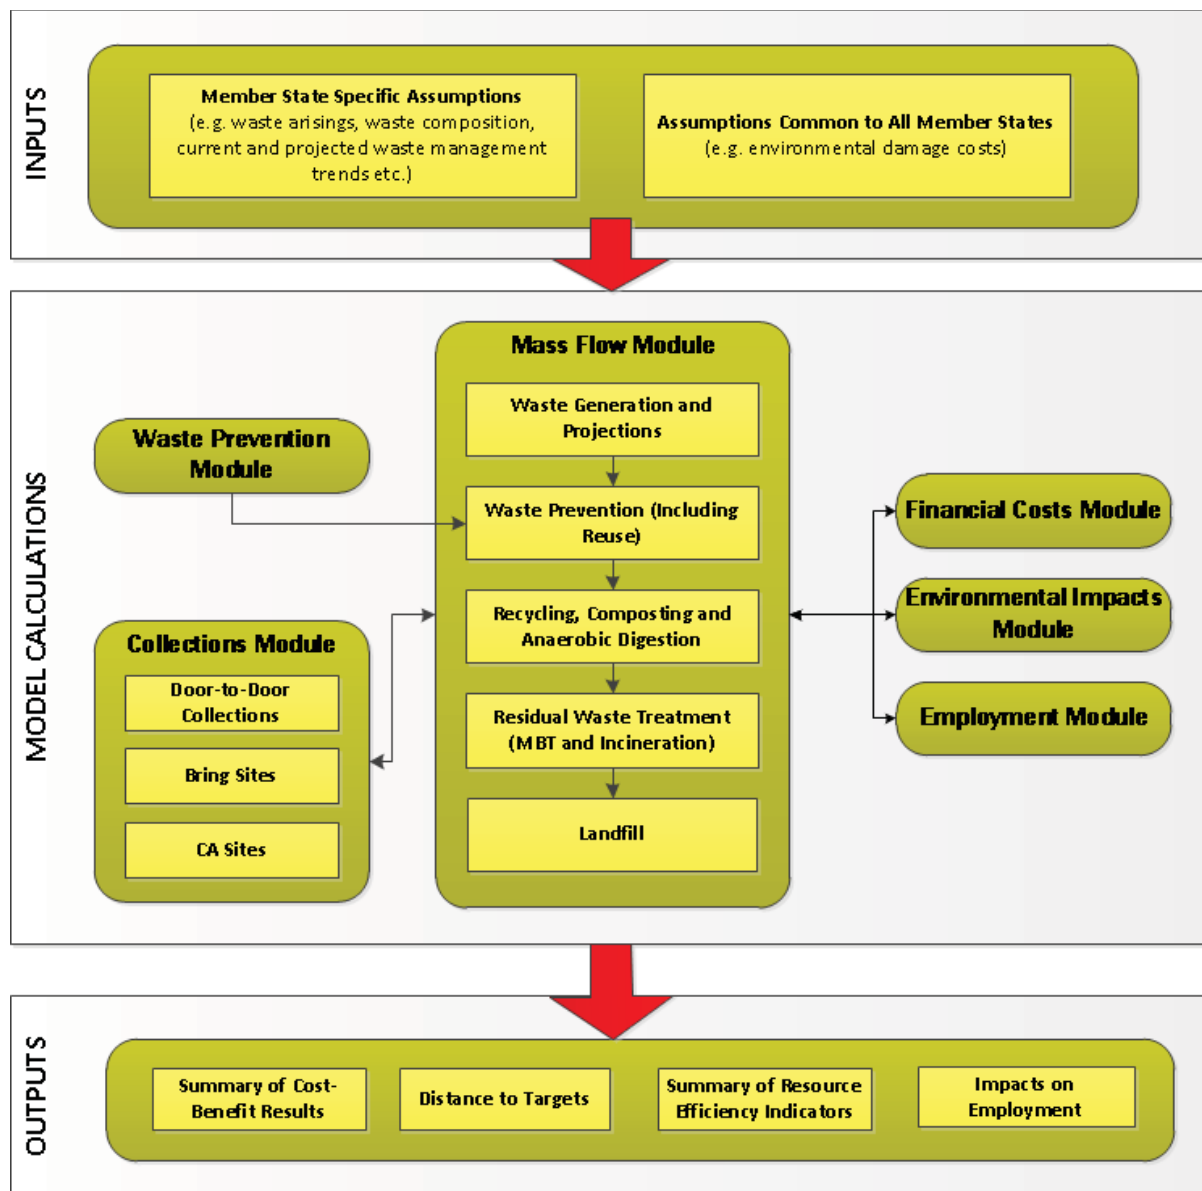 INPUTS
Member State Specific Assumptions
(e.g. waste arisings, waste composition,
current and projected waste management
trends etc.)
Assumptions Common to All Member States
(e.g. environmental damage costs)
MODEL CALCULATIONS
Waste Prevention
Module
Collections Module
Door-to-Door
Collections
Bring Sites
CA Sites
Mass Flow Module
Waste Generation and
Projections
Waste Prevention (Including
Reuse)
Recycling, Composting and
Anaerobic Digestion
Residual Waste Treatment
(MBT and Incineration)
Landfill
Financial Costs Module
Environmental Impacts
Module
Employment Module
OUTPUTS
Summary of Cost-
Benefit Results
Distance to Targets
Summary of Resource
Efficiency Indicators
Impacts on
Employment